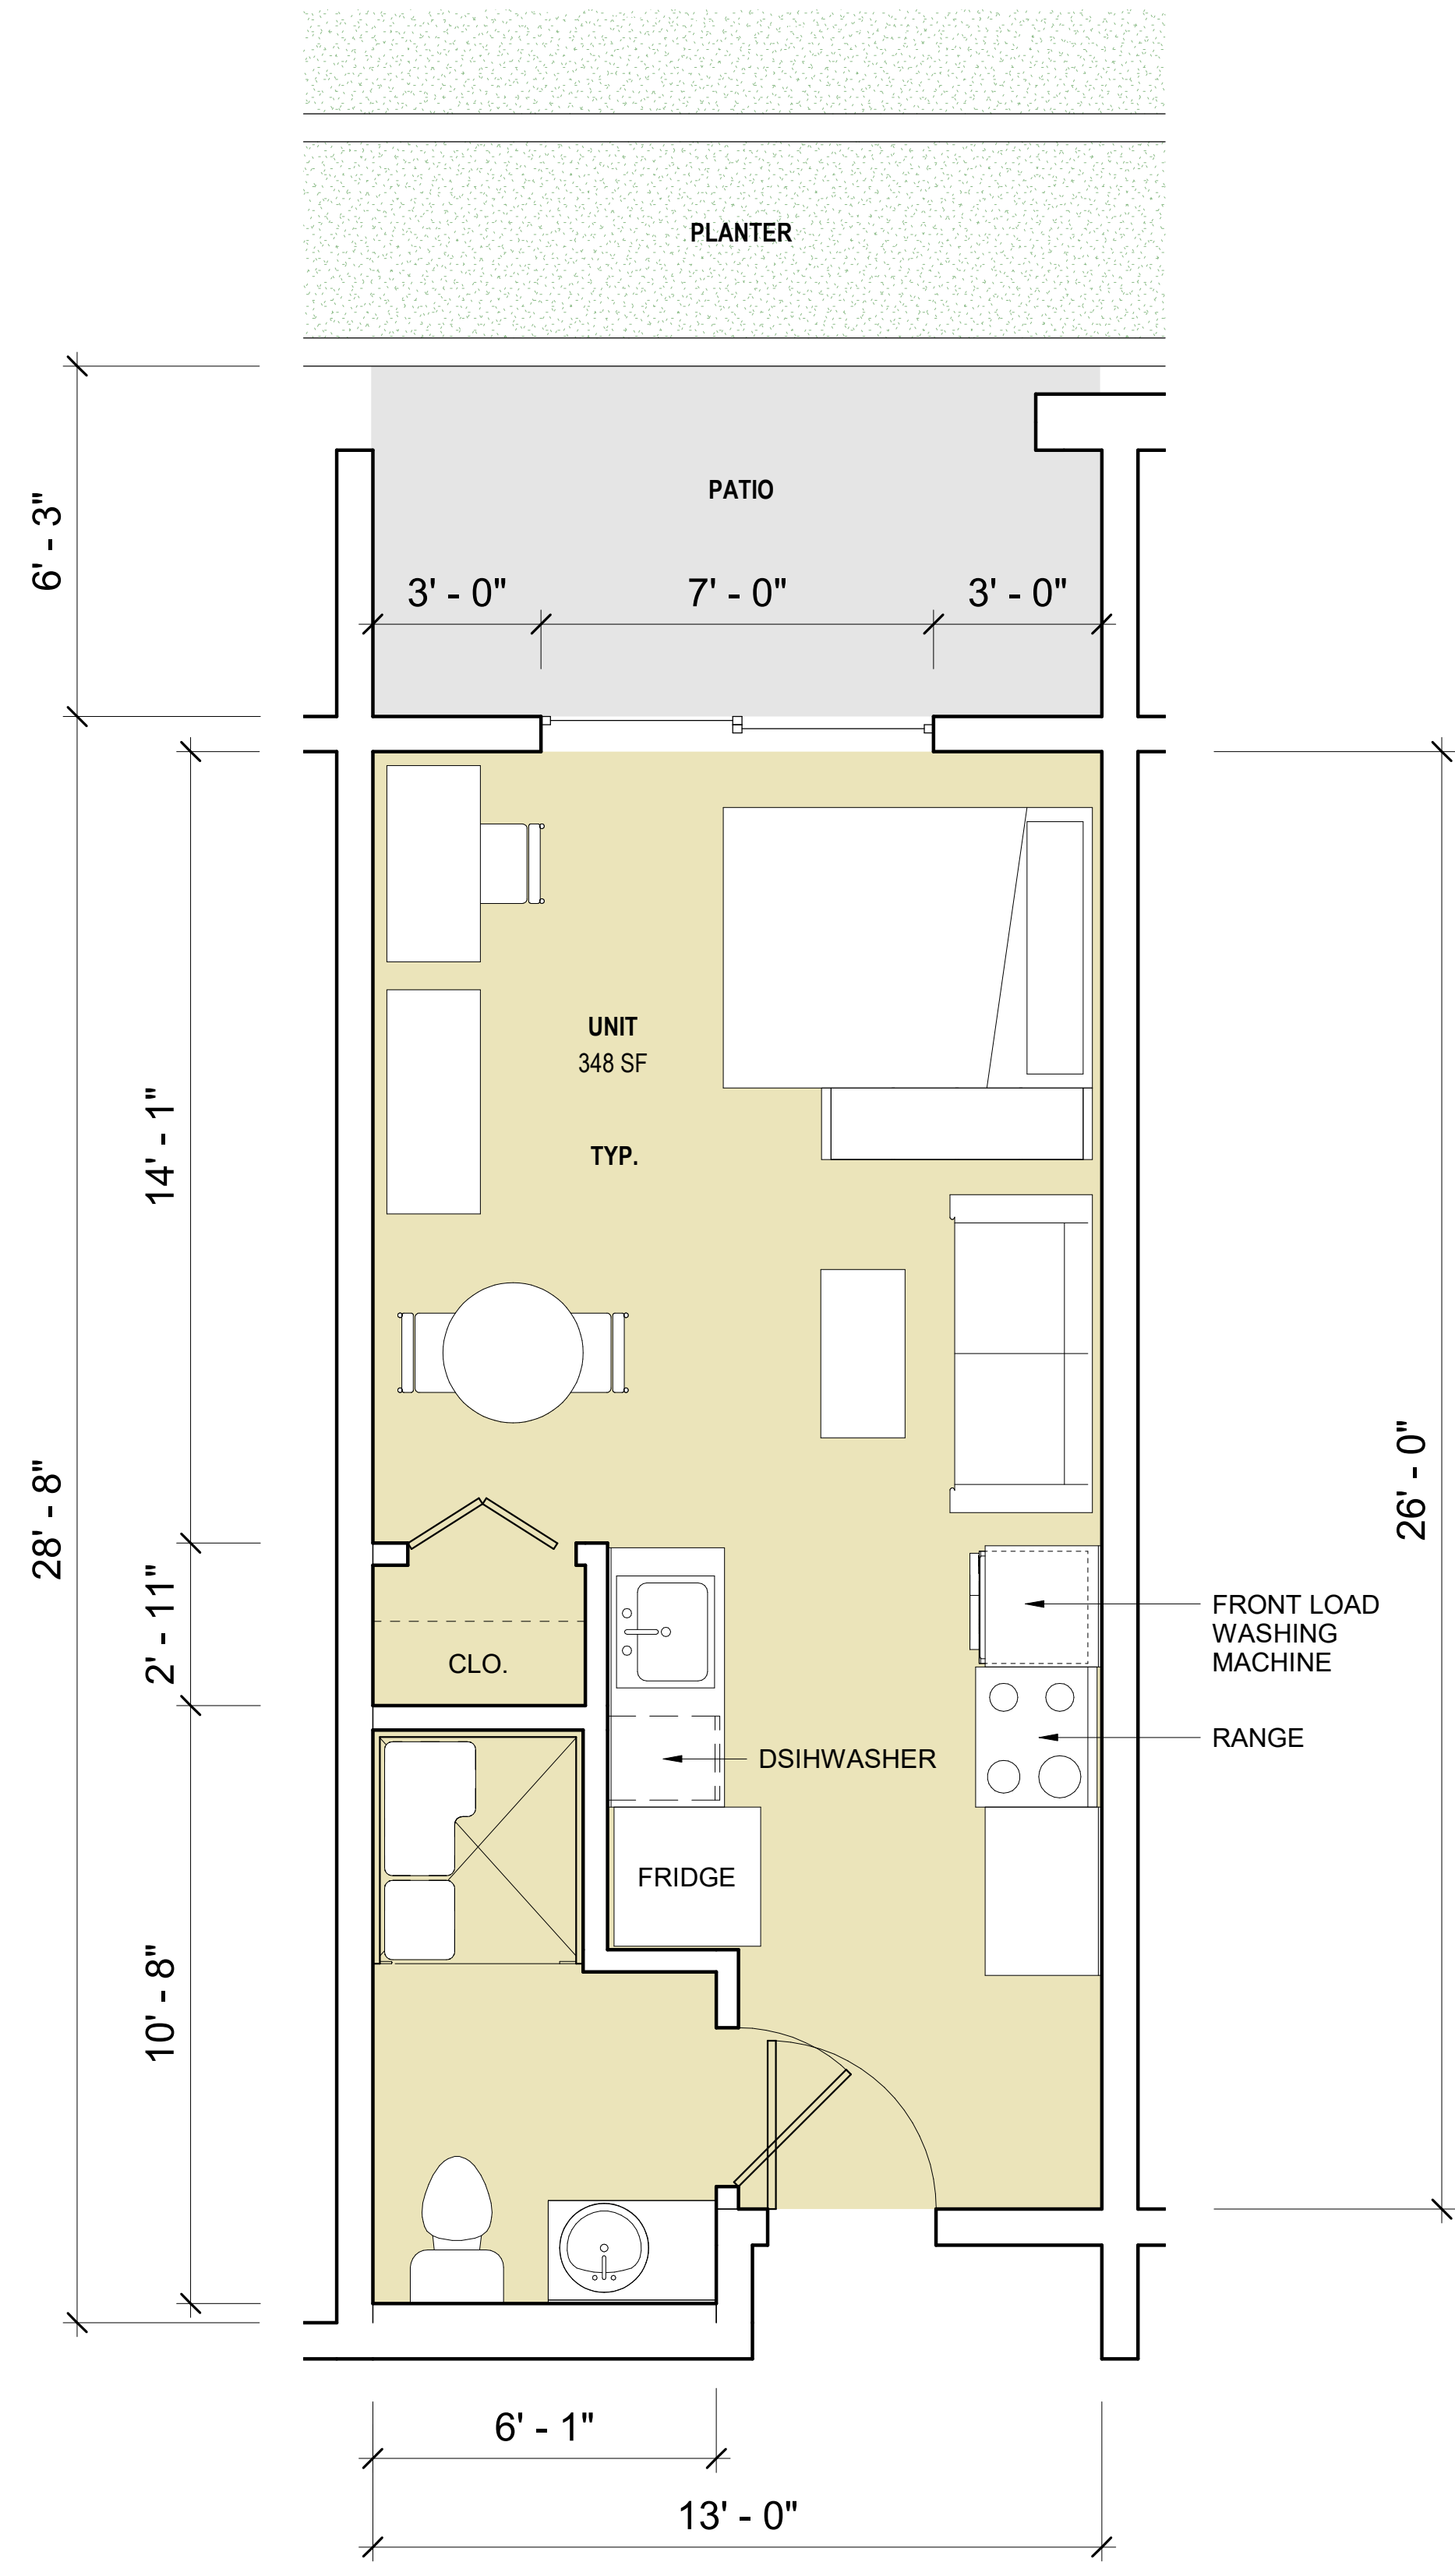 PLANTER
PATIO
6' - 3"
3' - 0"
7' - 0"
3' - 0"
UNIT
348 SF
TYP.
14' - 1"
28' - 8"
26' - 0"
2' - 11"
CLO.
FRONT LOAD
WASHING
MACHINE
RANGE
DSIHWASHER
FRIDGE
10' - 8"
6' - 1"
13' - 0"